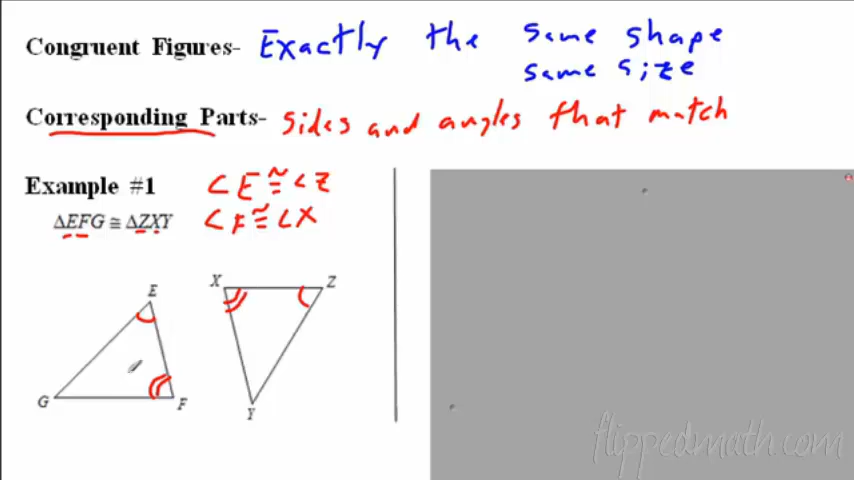 Congruent Figures- Exactly the same shape
same size
Corresponding Parts- sides and angles that match
Example #1 ∠E ≅ ∠Z
ΔEFG ≅ ΔZXY ∠F ≅ ∠X
X Z
E
G F
Y
flippedmath.com